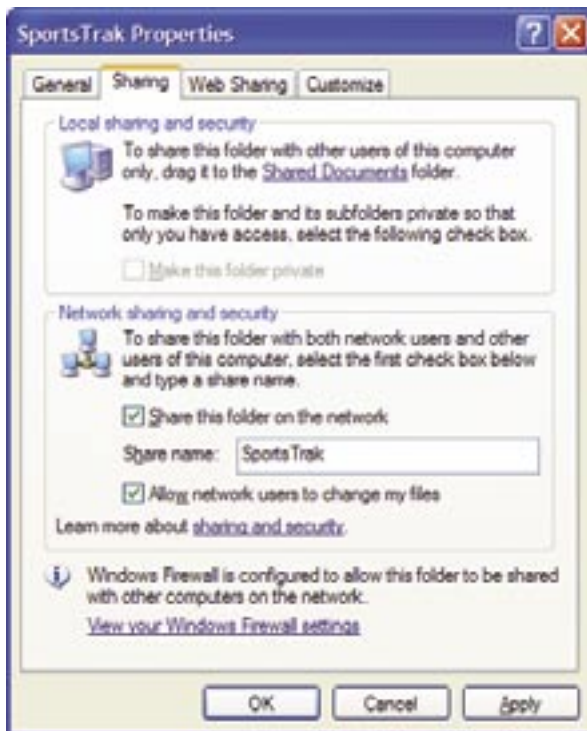 SportsTrak Properties
General Sharing Web Sharing Customize
Local sharing and security
To share this folder with other users of this computer
only, drag it to the Shared Documents folder.
To make this folder and its subfolders private so that
only you have access, select the following check box.
Make this folder private
Network sharing and security
To share this folder with both network users and other
users of this computer, select the first check box below
and type a share name.
Share this folder on the network
Share name: SportsTrak
Allow network users to change my files
Learn more about sharing and security.
Windows Firewall is configured to allow this folder to be shared
with other computers on the network.
View your Windows Firewall settings
OK Cancel Apply